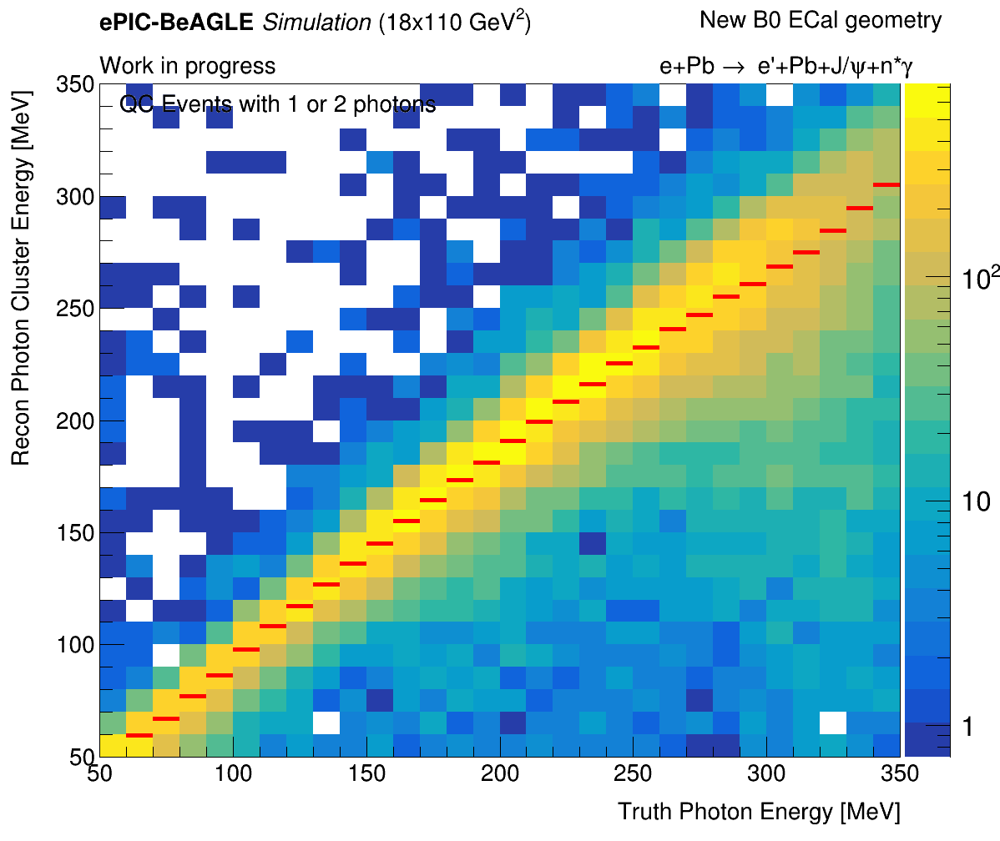 ePIC-BeAGLE Simulation (18x110 GeV²)
New B0 ECal geometry
Work in progress
e+Pb → e'+Pb+J/ψ+n*γ
QC Events with 1 or 2 photons
Recon Photon Cluster Energy [MeV]
350
300
250
200
150
100
50
50 100 150 200 250 300 350
Truth Photon Energy [MeV]
10²
10
1